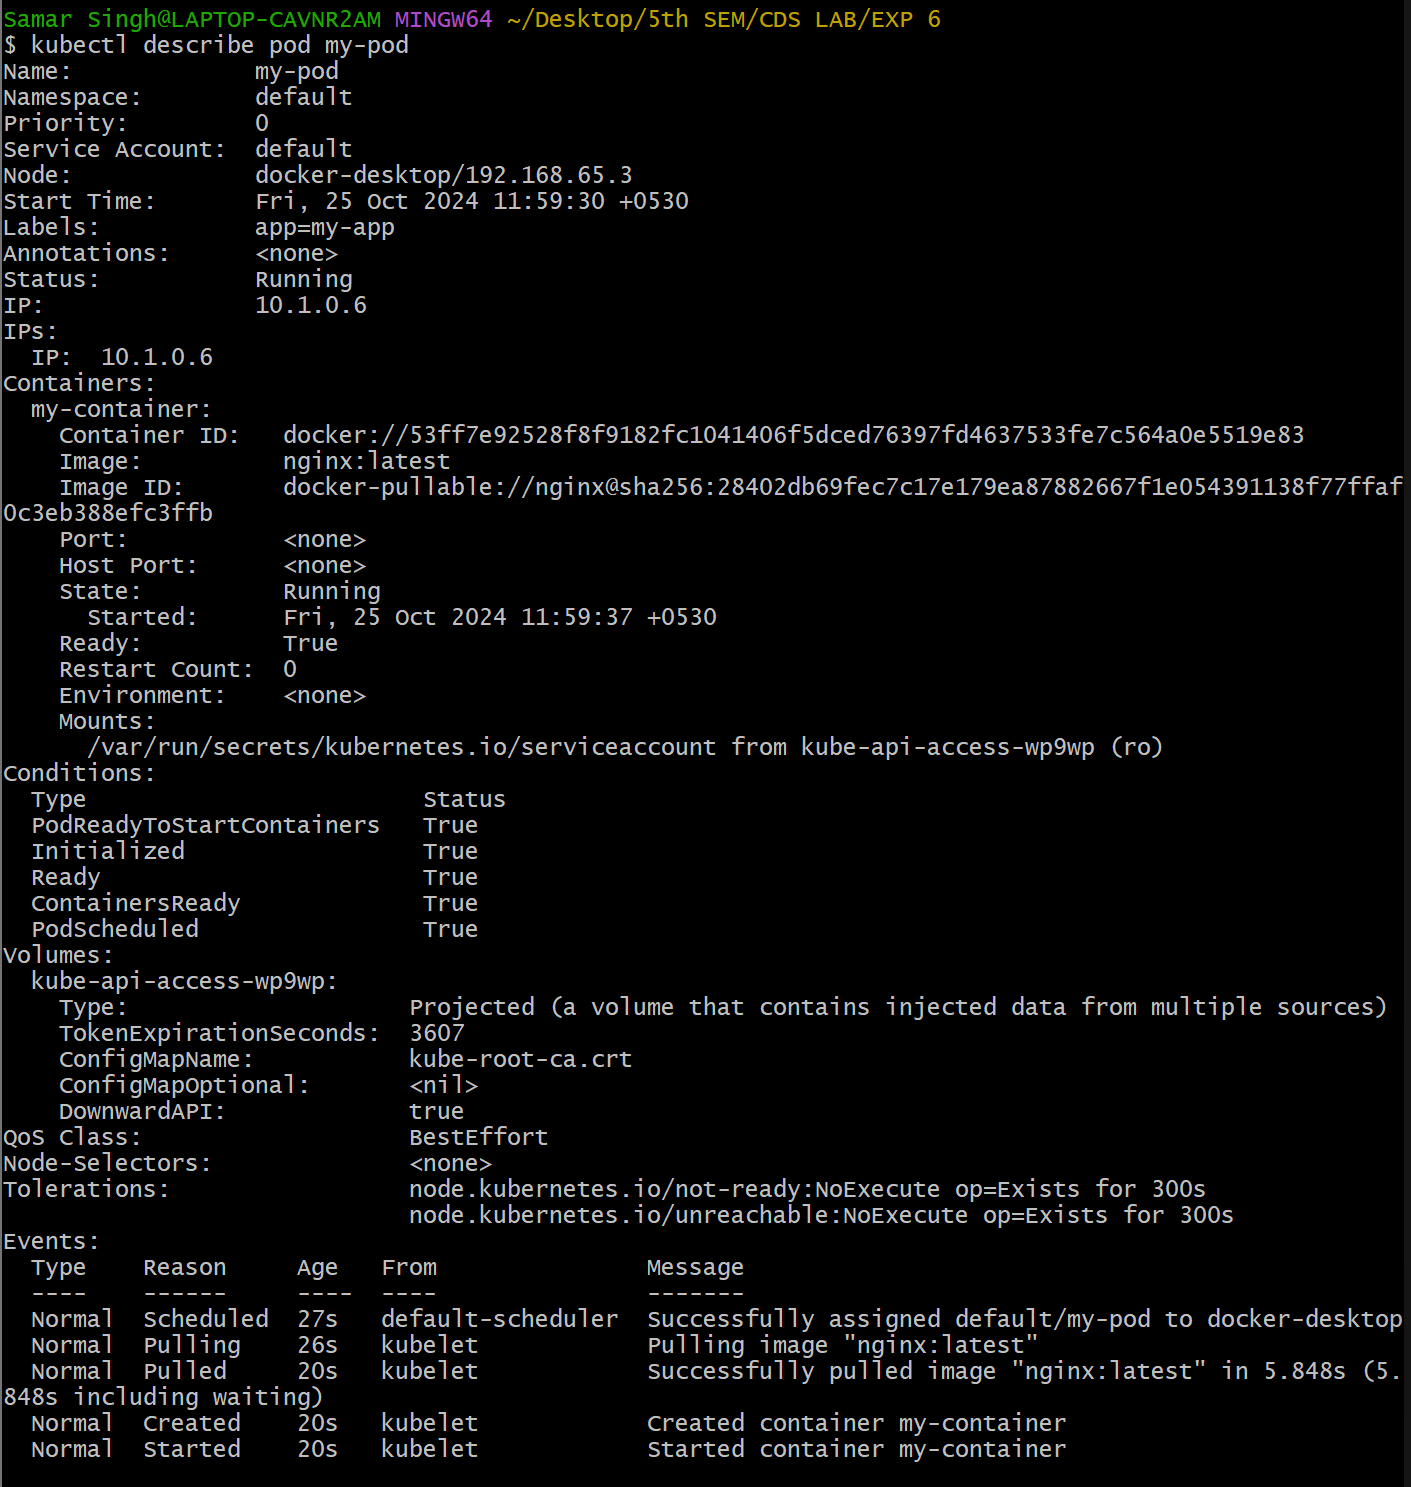 Samar Singh@LAPTOP-CAVNR2AM MINGW64 ~/Desktop/5th SEM/CDS LAB/EXP 6
$ kubectl describe pod my-pod
Name:             my-pod
Namespace:        default
Priority:         0
Service Account:  default
Node:             docker-desktop/192.168.65.3
Start Time:       Fri, 25 Oct 2024 11:59:30 +0530
Labels:           app=my-app
Annotations:      <none>
Status:           Running
IP:               10.1.0.6
IPs:
  IP:  10.1.0.6
Containers:
  my-container:
    Container ID:   docker://53ff7e92528f8f9182fc1041406f5dced76397fd4637533fe7c564a0e5519e83
    Image:          nginx:latest
    Image ID:       docker-pullable://nginx@sha256:28402db69fec7c17e179ea87882667f1e054391138f77ffaf
0c3eb388efc3ffb
    Port:           <none>
    Host Port:      <none>
    State:          Running
      Started:      Fri, 25 Oct 2024 11:59:37 +0530
    Ready:          True
    Restart Count:  0
    Environment:    <none>
    Mounts:
      /var/run/secrets/kubernetes.io/serviceaccount from kube-api-access-wp9wp (ro)
Conditions:
  Type                        Status
  PodReadyToStartContainers   True
  Initialized                 True
  Ready                       True
  ContainersReady             True
  PodScheduled                True
Volumes:
  kube-api-access-wp9wp:
    Type:                    Projected (a volume that contains injected data from multiple sources)
    TokenExpirationSeconds:  3607
    ConfigMapName:           kube-root-ca.crt
    ConfigMapOptional:       <nil>
    DownwardAPI:             true
QoS Class:                   BestEffort
Node-Selectors:              <none>
Tolerations:                 node.kubernetes.io/not-ready:NoExecute op=Exists for 300s
                             node.kubernetes.io/unreachable:NoExecute op=Exists for 300s
Events:
  Type    Reason     Age   From               Message
  ----    ------     ----  ----               -------
  Normal  Scheduled  27s   default-scheduler  Successfully assigned default/my-pod to docker-desktop
  Normal  Pulling    26s   kubelet            Pulling image "nginx:latest"
  Normal  Pulled     20s   kubelet            Successfully pulled image "nginx:latest" in 5.848s (5.
848s including waiting)
  Normal  Created    20s   kubelet            Created container my-container
  Normal  Started    20s   kubelet            Started container my-container